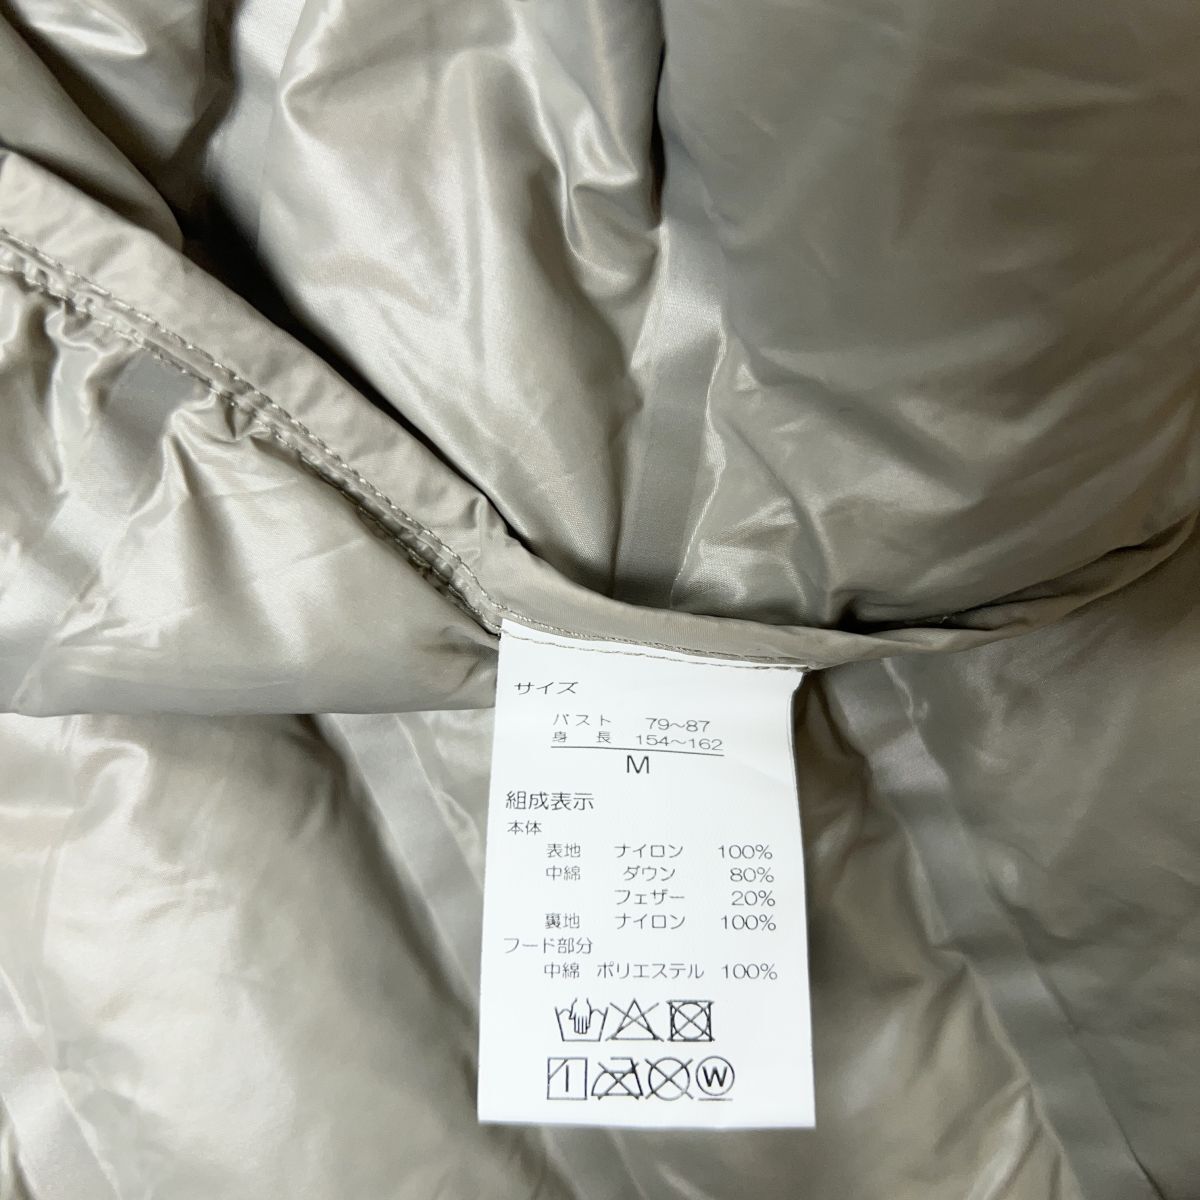 サイズ
バスト 79～87
身長 154～162
M
組成表示
本体
表地 ナイロン 100%
中綿 ダウン 80%
フェザー 20%
裏地 ナイロン 100%
フード部分
中綿 ポリエステル 100%
W